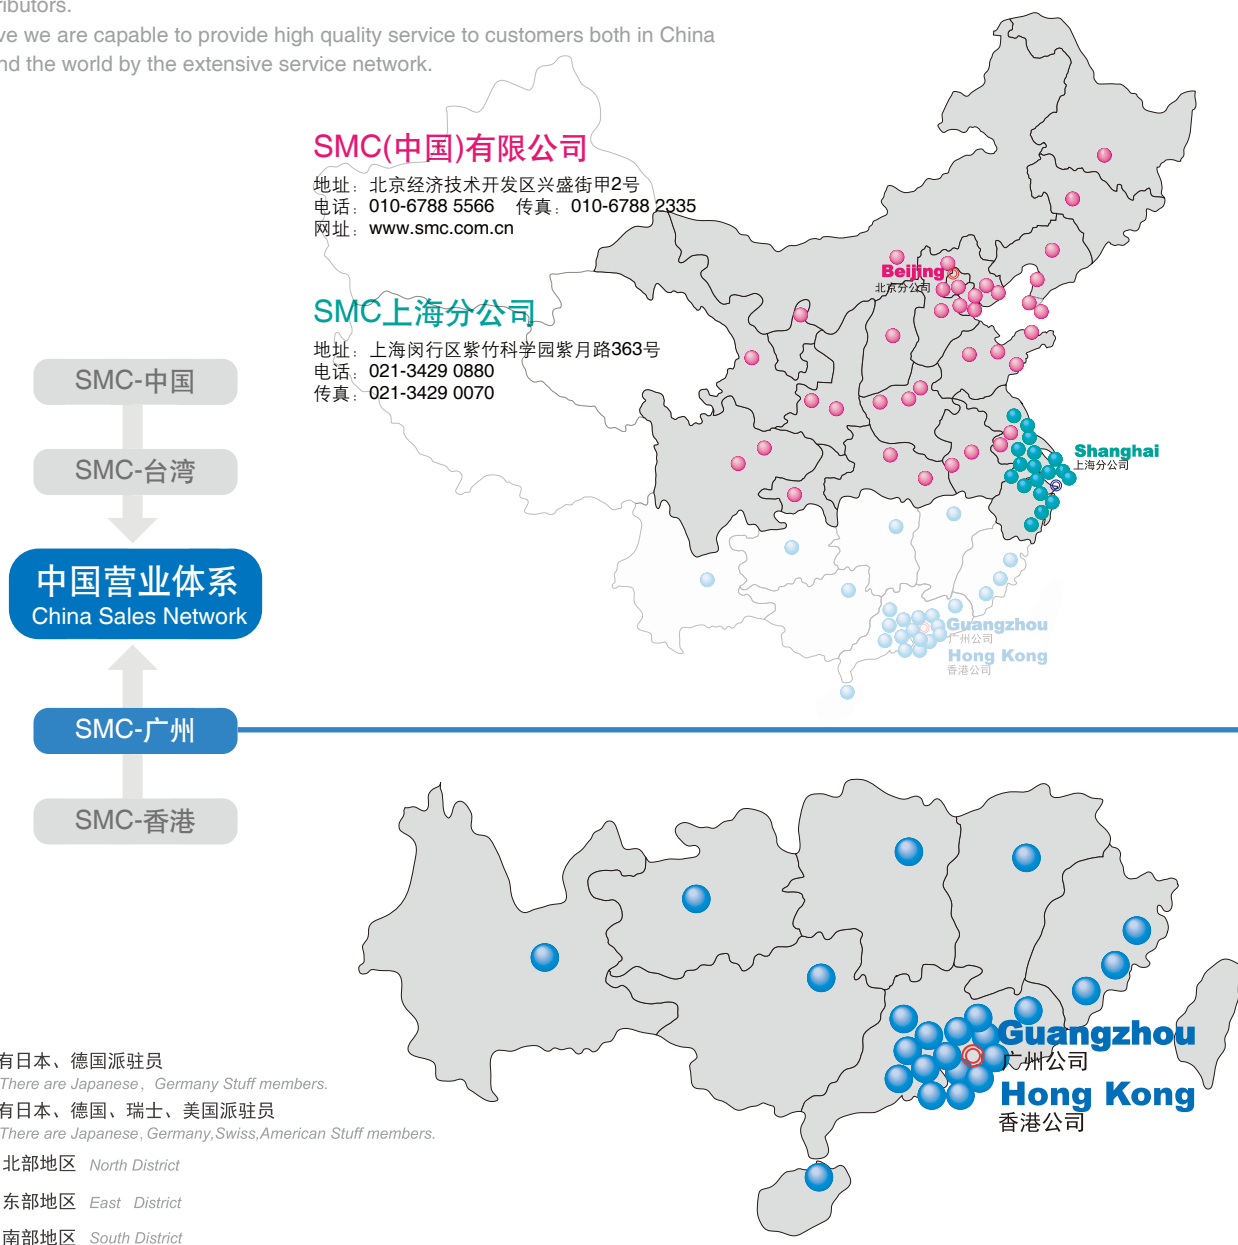 ributors.
ve we are capable to provide high quality service to customers both in China
nd the world by the extensive service network.
SMC(中国)有限公司
地址：北京经济技术开发区兴盛街甲2号
电话：010-6788 5566 传真：010-6788 2335
网址：www.smc.com.cn
Beijing
北京分公司
SMC上海分公司
地址：上海闵行区紫竹科学园紫月路363号
电话：021-3429 0880
传真：021-3429 0070
SMC-中国
Shanghai
上海分公司
SMC-台湾
中国营业体系
China Sales Network
Guangzhou
广州公司
Hong Kong
香港公司
SMC-广州
SMC-香港
Guangzhou
广州公司
Hong Kong
香港公司
有日本、德国派驻员
There are Japanese, Germany Stuff members.
有日本、德国、瑞士、美国派驻员
There are Japanese,Germany,Swiss,American Stuff members.
北部地区 North District
东部地区 East District
南部地区 South District